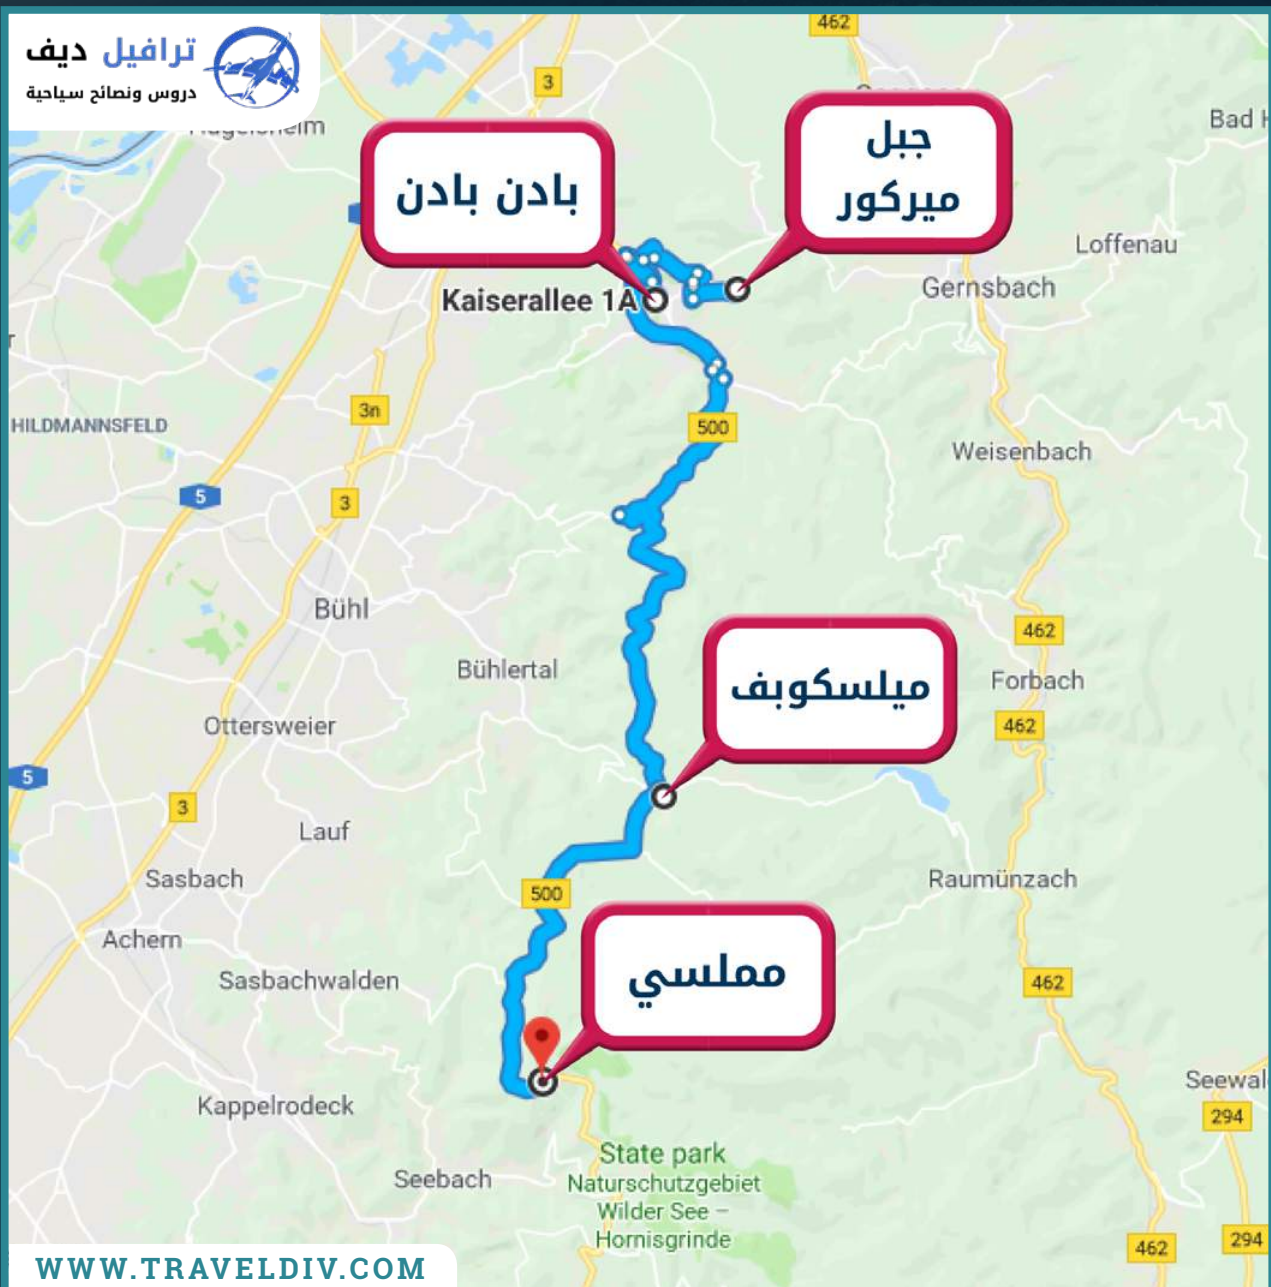 ترافيل ديف
دروس ونصائح سياحية
462
3
Bad
جبل
ميركور
بادن بادن
Loffenau
Gernsbach
Kaiserallee 1A
3n
HILDMANNSFELD
500
Weisenbach
5
3
Bühl
462
Bühlertal
ميلسكوبف
Forbach
Ottersweier
462
5
3
Lauf
Sasbach
500
Raumünzach
Achern
مملسي
Sasbachwalden
462
Seewal
Kappelrodeck
294
State park
Naturschutzgebiet
Wilder See –
Hornisgrinde
Seebach
462
294
WWW.TRAVELDIV.COM